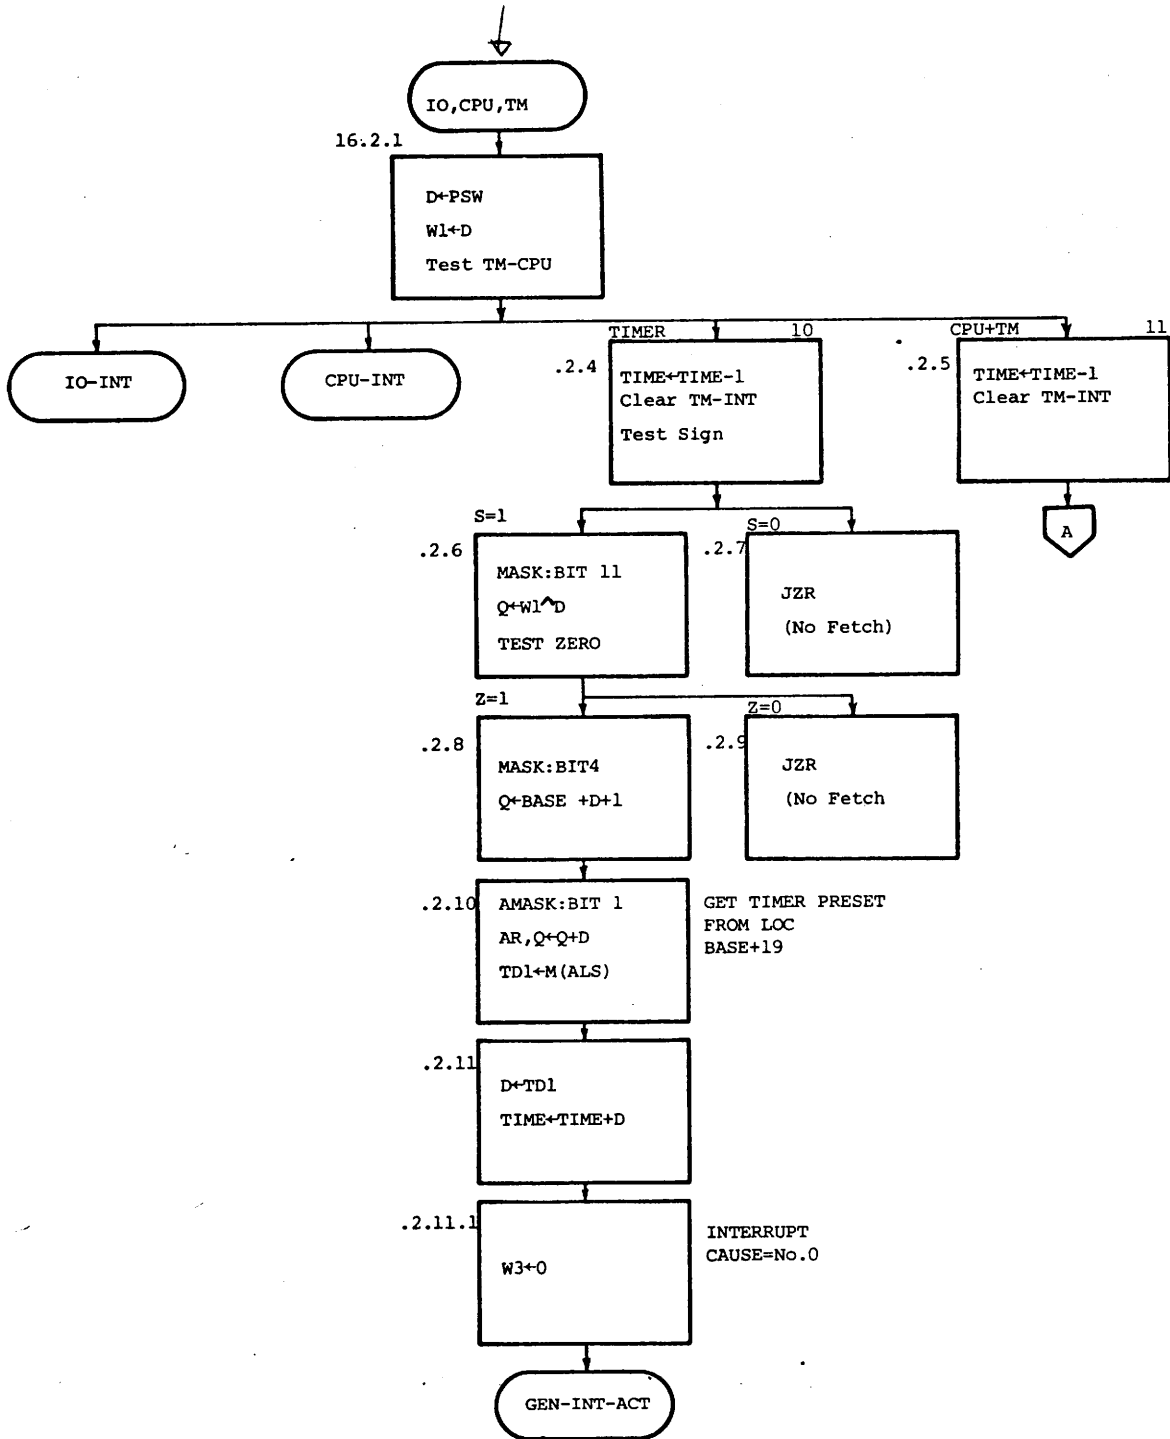 IO,CPU,TM
16.2.1
D←PSW
W1←D
Test TM-CPU
IO-INT
CPU-INT
TIMER 10
.2.4
TIME←TIME-1
Clear TM-INT
Test Sign
CPU+TM 11
.2.5
TIME←TIME-1
Clear TM-INT
A
S=1
.2.6
MASK:BIT 11
Q←W1^D
TEST ZERO
S=0
.2.7
JZR
(No Fetch)
Z=1
.2.8
MASK:BIT4
Q←BASE +D+1
Z=0
.2.9
JZR
(No Fetch
.2.10
AMASK:BIT 1
AR,Q←Q+D
TD1←M(ALS)
GET TIMER PRESET
FROM LOC
BASE+19
.2.11
D←TD1
TIME←TIME+D
.2.11.1
W3←0
INTERRUPT
CAUSE=No.0
GEN-INT-ACT